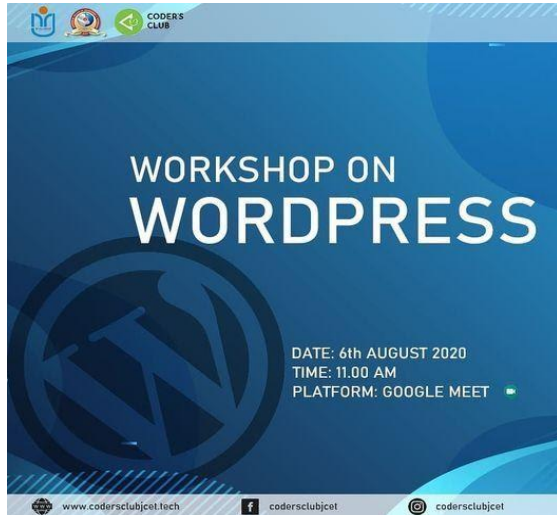 CODER'S
CLUB
WORKSHOP ON
WORDPRESS
DATE: 6th AUGUST 2020
TIME: 11.00 AM
PLATFORM: GOOGLE MEET
www.codersclubjcet.tech
codersclubjcet
codersclubjcet